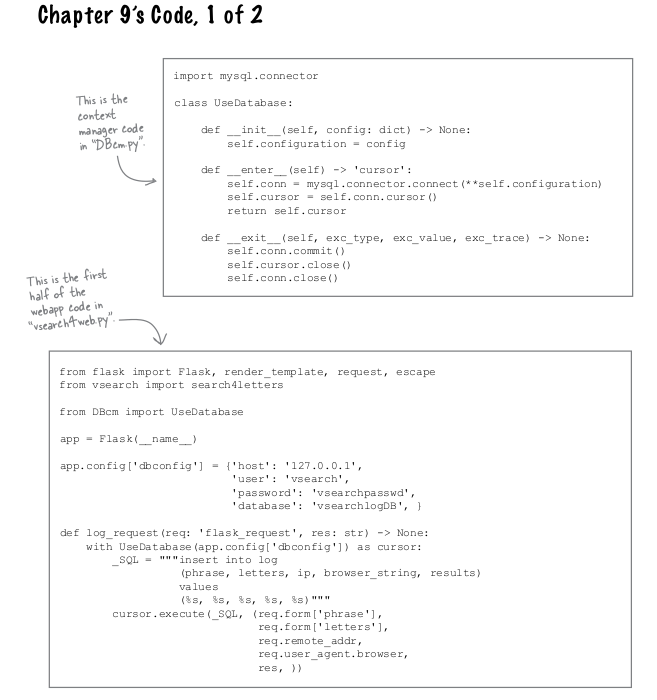 Chapter 9's Code, 1 of 2
This is the
context
manager code
in "DBcm.py".
import mysql.connector
class UseDatabase:
    def __init__(self, config: dict) -> None:
        self.configuration = config
    def __enter__(self) -> 'cursor':
        self.conn = mysql.connector.connect(**self.configuration)
        self.cursor = self.conn.cursor()
        return self.cursor
    def __exit__(self, exc_type, exc_value, exc_trace) -> None:
        self.conn.commit()
        self.cursor.close()
        self.conn.close()
This is the first
half of the
webapp code in
"vsearch4web.py".
from flask import Flask, render_template, request, escape
from vsearch import search4letters
from DBcm import UseDatabase
app = Flask(__name__)
app.config['dbconfig'] = {'host': '127.0.0.1',
                          'user': 'vsearch',
                          'password': 'vsearchpasswd',
                          'database': 'vsearchlogDB', }
def log_request(req: 'flask_request', res: str) -> None:
    with UseDatabase(app.config['dbconfig']) as cursor:
        _SQL = """insert into log
                  (phrase, letters, ip, browser_string, results)
                  values
                  (%s, %s, %s, %s, %s)"""
        cursor.execute(_SQL, (req.form['phrase'],
                              req.form['letters'],
                              req.remote_addr,
                              req.user_agent.browser,
                              res, ))